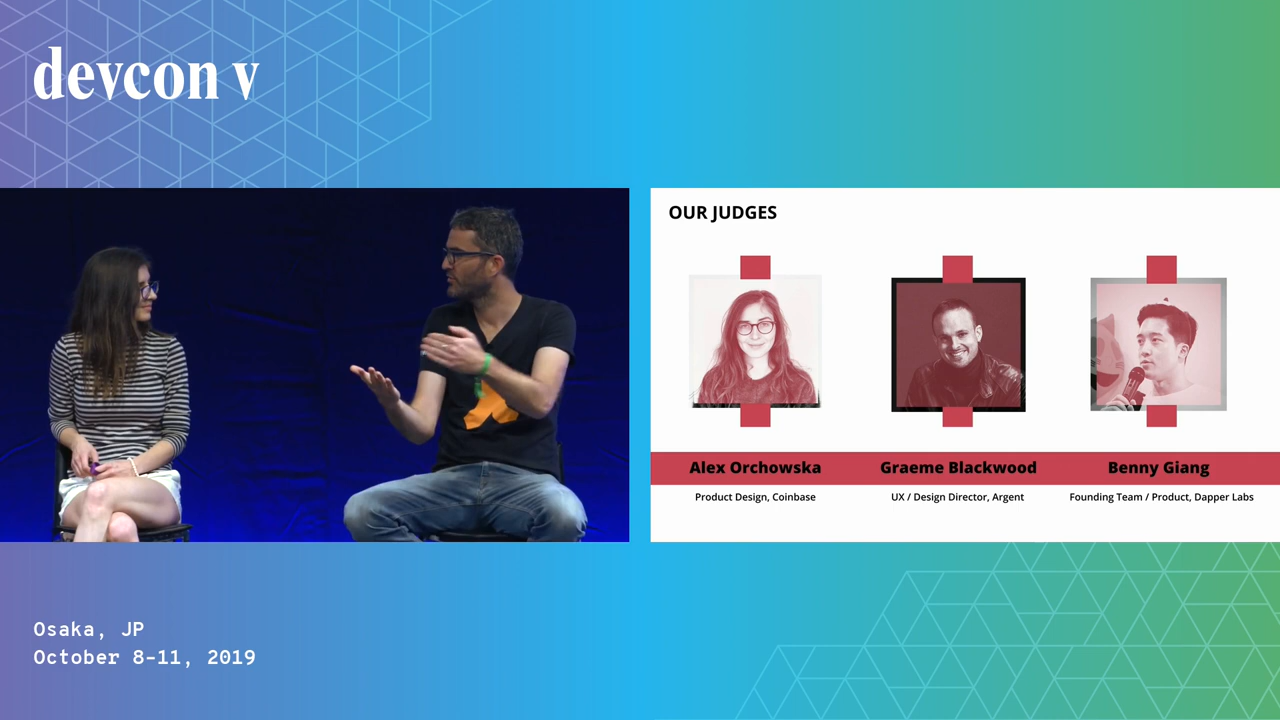 devcon v
OUR JUDGES
Alex Orchowska
Graeme Blackwood
Benny Giang
Product Design, Coinbase
UX / Design Director, Argent
Founding Team / Product, Dapper Labs
Osaka, JP
October 8-11, 2019